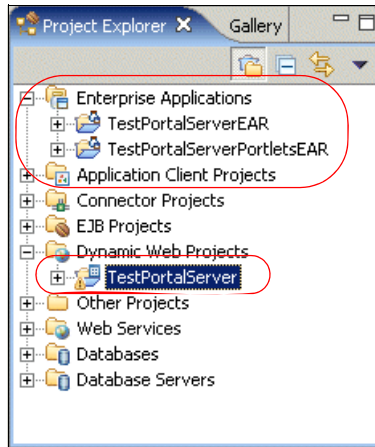 Project Explorer Gallery
Enterprise Applications
TestPortalServerEAR
TestPortalServerPortletsEAR
Application Client Projects
Connector Projects
EJB Projects
Dynamic Web Projects
TestPortalServer
Other Projects
Web Services
Databases
Database Servers